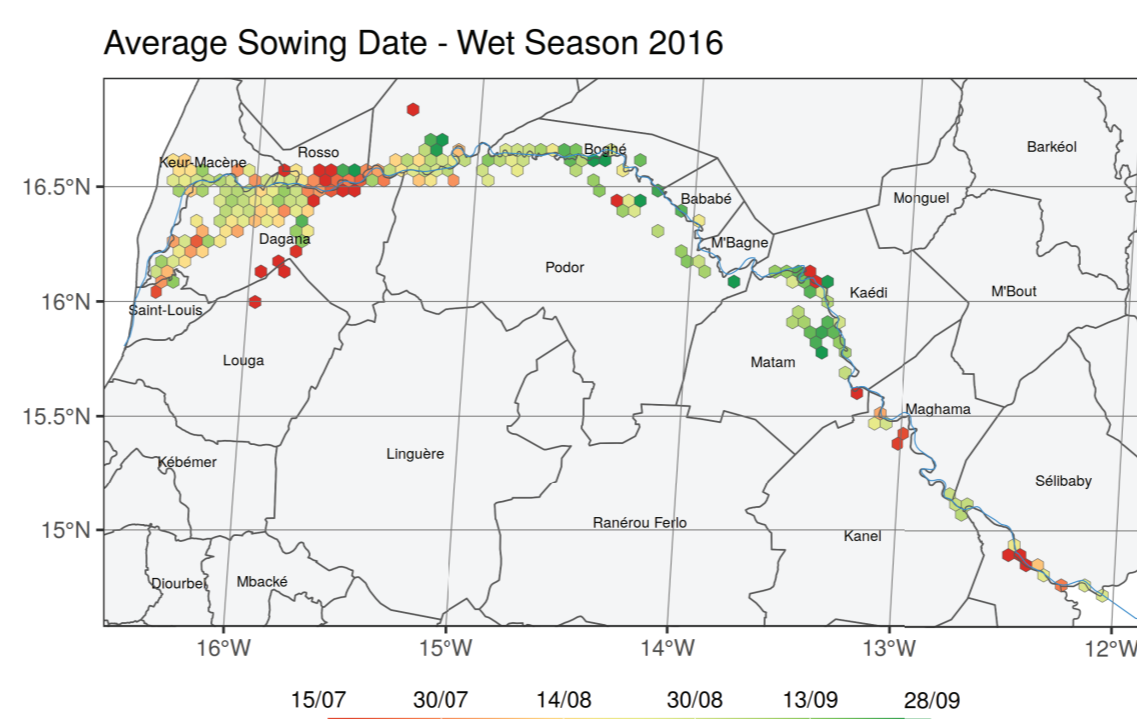 Average Sowing Date - Wet Season 2016
Keur-Macène
Rosso
Boghé
Barkéol
16.5°N
Bababé
Monguel
Dagana
M'Bagne
Podor
16°N
Saint-Louis
Kaédi
M'Bout
Louga
Matam
15.5°N
Maghama
Kébémer
Linguère
Sélibaby
15°N
Ranérou Ferlo
Kanel
Diourbel
Mbacké
16°W
15°W
14°W
13°W
12°W
15/07
30/07
14/08
30/08
13/09
28/09